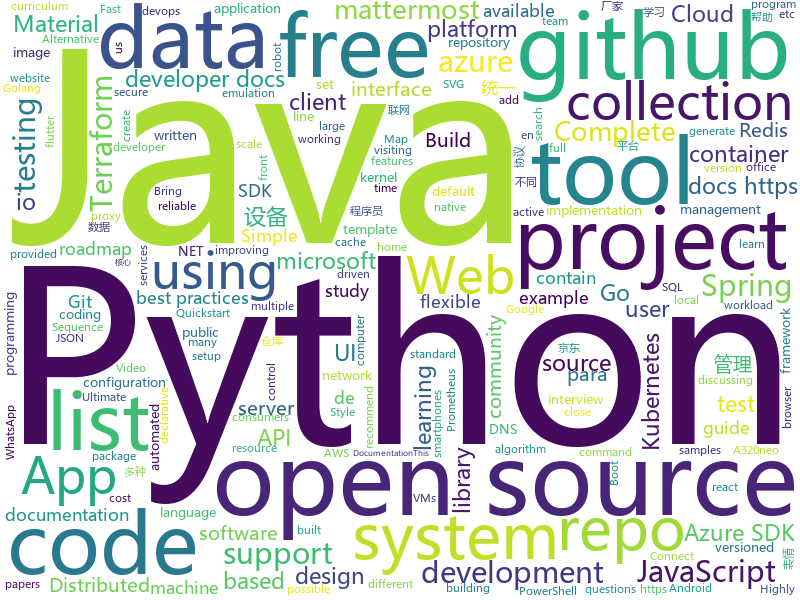 curriculum
devops
application
Fast
Alternative
Material
image
website
Golang
flutter
us
secure
create
developer
data
developer docs
robot
emulation
etc
free
mattermost
platform
interface
set
client
line
working
scale
front
available
repository
azure
统一
SVG
联网
large
Map
visiting
features
add
team
github
厂家
学习
Cloud
program
帮助
etc
en
search
full
协议
平台
version
office
generate
Redis
collection
Build
Complete
container
docs https
不同
default
native
active
implementation
management
Java
testing
io
Terraform
written
SDK
设备
Simple
Bring
reliable
proxy
数据
程序员
kernel
time
template
cache
home
NET
improving
services
核心
tool
project
provided
roadmap
using
microsoft
driven
Web
contain
example
Go
user
Spring
learn
SQL
local
workload
framework
programming
Git
coding
Sequence
JSON
best practices
Quickstart
many
setup
public
multiple
study
flexible
UI
computer
community
source
para
京东
Kubernetes
管理
test
guide
browser
Python
WhatsApp
list
Video
Ultimate
configuration
automated
package
server
仓库
control
de
API
network
standard
Style
recommend
consumers
close
learning
Prometheus
smartphones
library
DNS
interview
DocumentationThis
algorithm
command
AWS
resource
questions
discussing
A320neo
declarative
App
多种
documentation
language
cost
code
software
support
open source
system
repo
Azure SDK
versioned
samples
Boot
react
VMs
Connect
表情
papers
Distributed
machine
built
based
design
different
possible
development
building
PowerShell
https
Android
JavaScript
Highly